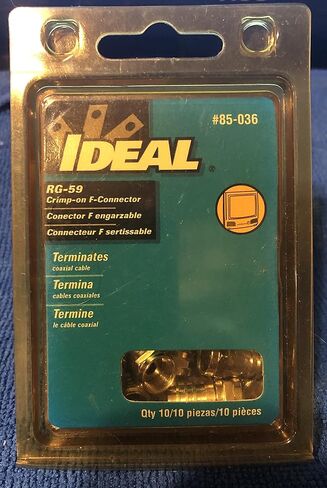 #85-036
IDEAL®
RG-59
Crimp-on F-Connector
Conector F engarzable
Connecteur F sertissable
Terminates
coaxial cable
Termina
cables coaxiales
Termine
le câble coaxial
Qty 10/10 piezas/10 pièces